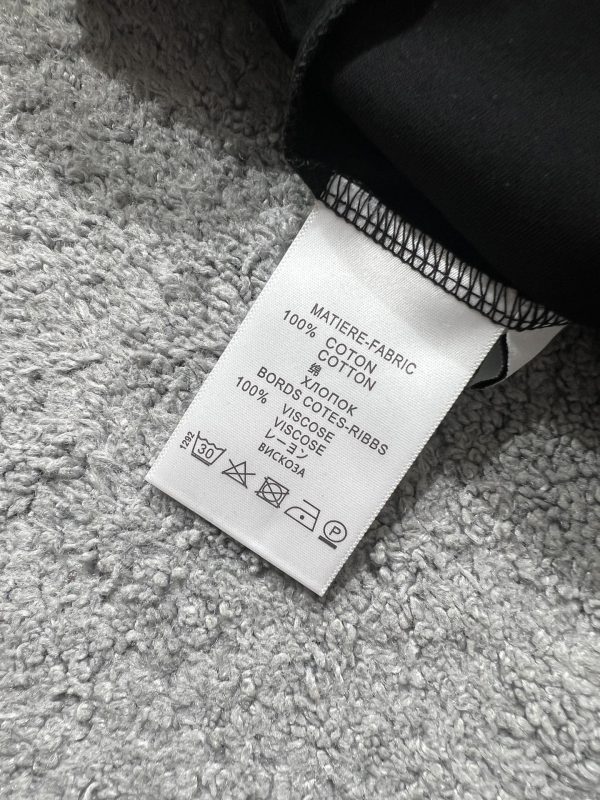 MATIERE-FABRIC
100% COTON
COTTON
綿
ХЛОПОК
BORDS COTES-RIBBS
100% VISCOSE
VISCOSE
レーヨン
ВИСКОЗА
1292 30 P